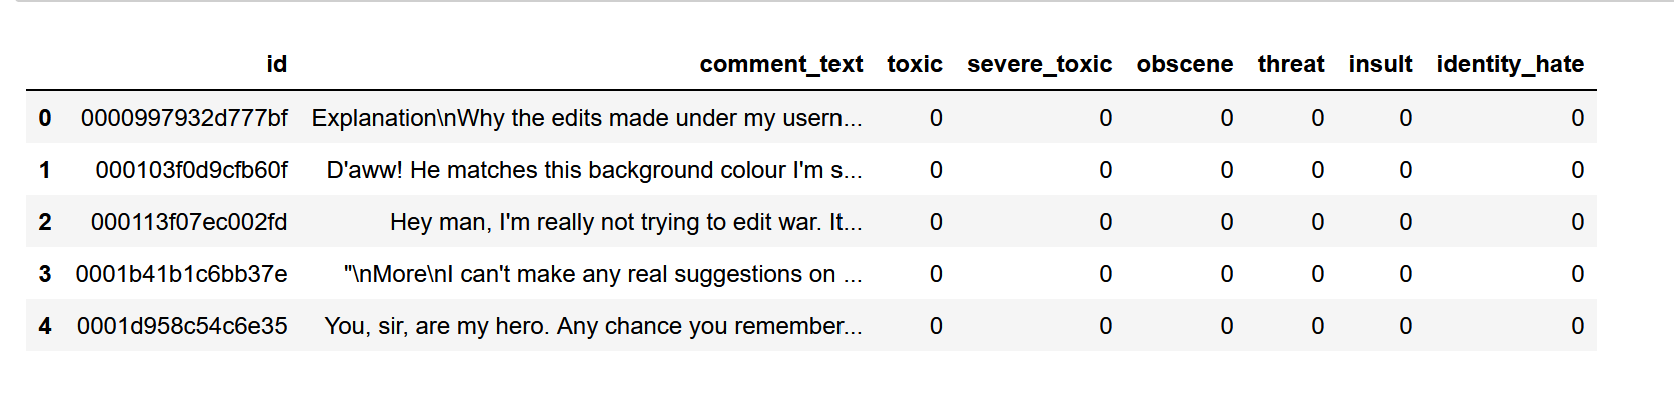 id comment_text toxic severe_toxic obscene threat insult identity_hate
0 0000997932d777bf Explanation\nWhy the edits made under my usern... 0 0 0 0 0 0
1 000103f0d9cfb60f D'aww! He matches this background colour I'm s... 0 0 0 0 0 0
2 000113f07ec002fd Hey man, I'm really not trying to edit war. It... 0 0 0 0 0 0
3 0001b41b1c6bb37e "\nMore\nI can't make any real suggestions on ... 0 0 0 0 0 0
4 0001d958c54c6e35 You, sir, are my hero. Any chance you remember... 0 0 0 0 0 0